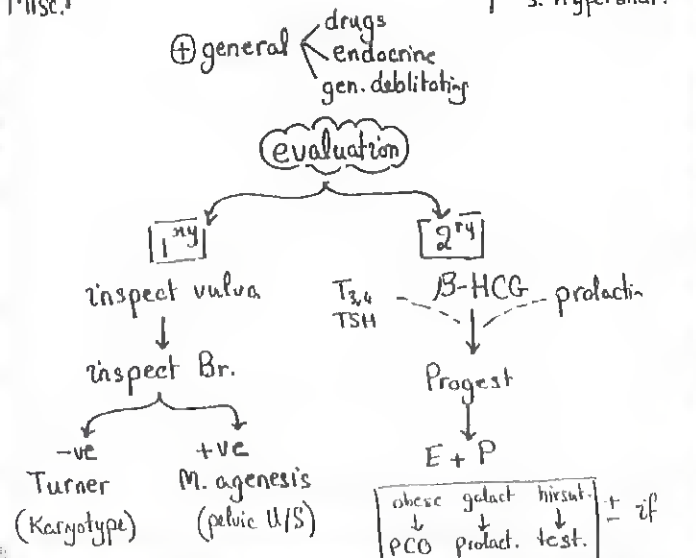 Misc.
⊕ general drugs
endocrine
gen. deblitating
evaluation
1ry 2ry
inspect vulva T3,4 TSH β-HCG prolactin
inspect Br. Progest
-ve +ve E + P
Turner M. agenesis
(Karyotype) (pelvic U/S)
obese galact hirsut. ± if
PCO prolact. test.